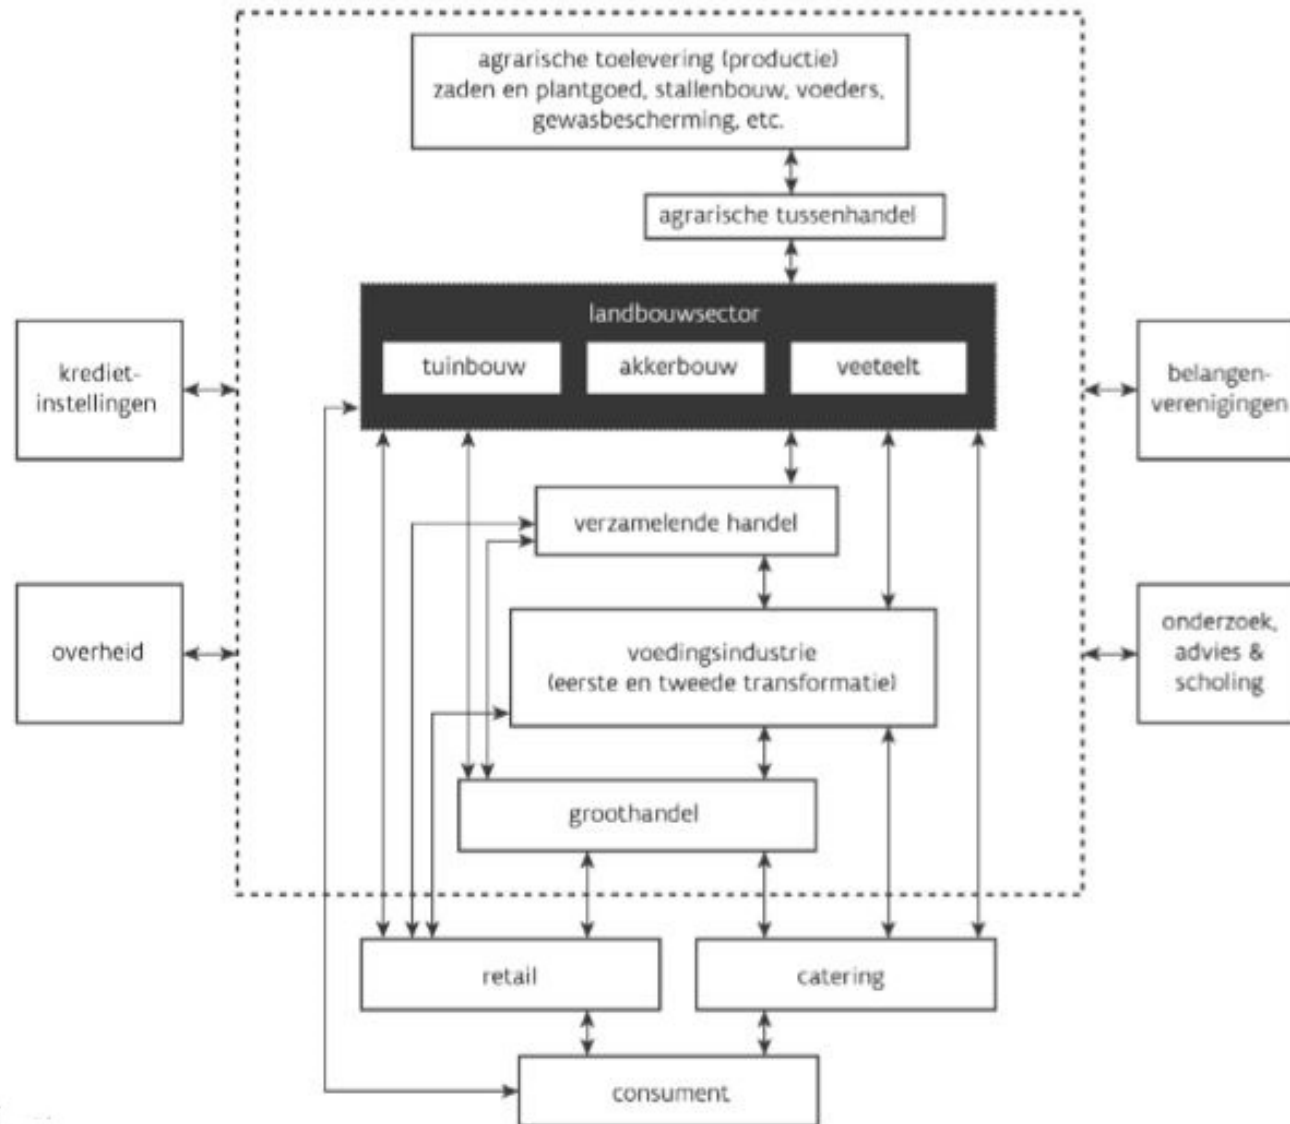 agrarische toelevering (productie)
zaden en plantgoed, stallenbouw, voeders,
gewasbescherming, etc.
agrarische tussenhandel
landbouwsector
tuinbouw
akkerbouw
veeteelt
krediet-
instellingen
belangen-
verenigingen
verzamelende handel
overheid
voedingsindustrie
(eerste en tweede transformatie)
onderzoek,
advies &
scholing
groothandel
retail
catering
consument